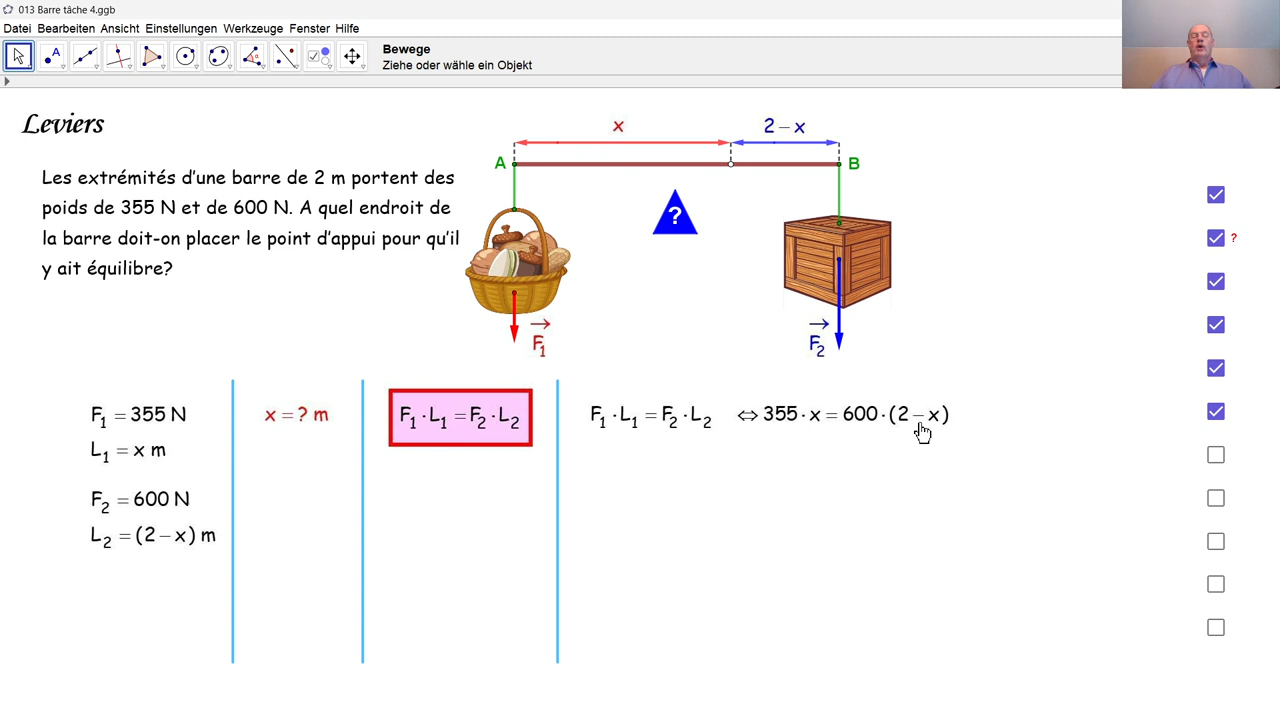 013 Barre tâche 4.ggb
Datei Bearbeiten Ansicht Einstellungen Werkzeuge Fenster Hilfe
A
Bewege
Ziehe oder wähle ein Objekt
Leviers
x
2 – x
A
B
Les extrémités d’une barre de 2 m portent des
poids de 355 N et de 600 N. A quel endroit de
la barre doit-on placer le point d’appui pour qu’il
y ait équilibre?
?
?
F₁
F₂
F₁ = 355 N
L₁ = x m
F₂ = 600 N
L₂ = (2 – x) m
x = ? m
F₁ · L₁ = F₂ · L₂
F₁ · L₁ = F₂ · L₂ ⇔ 355 · x = 600 · (2 – x)